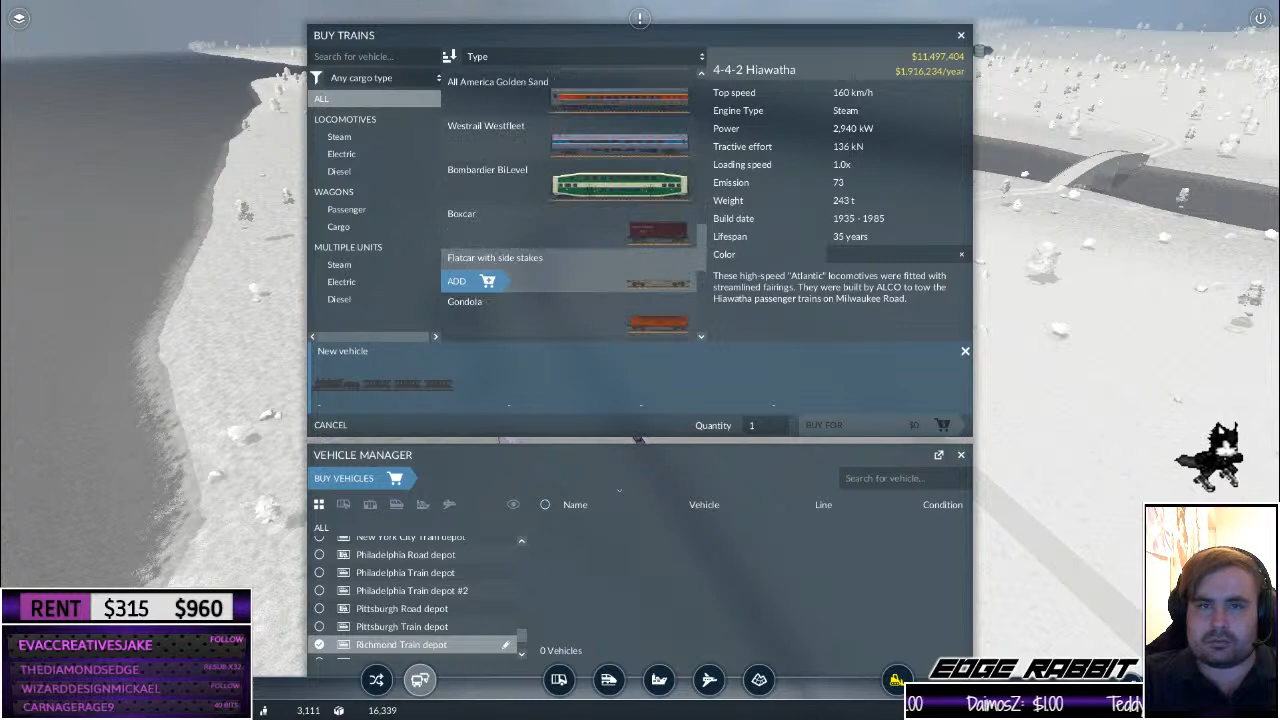 BUY TRAINS
Search for vehicle...
Type
$11,497,404
$1,916,234/year
Any cargo type
ALL
LOCOMOTIVES
Steam
Electric
Diesel
WAGONS
Passenger
Cargo
MULTIPLE UNITS
Steam
Electric
Diesel
All America Golden Sand
Westrail Westfleet
Bombardier BiLevel
Boxcar
Flatcar with side stakes
ADD
Gondola
4-4-2 Hiawatha
Top speed 160 km/h
Engine Type Steam
Power 2,940 kW
Tractive effort 136 kN
Loading speed 1.0x
Emission 73
Weight 243 t
Build date 1935 - 1985
Lifespan 35 years
Color
These high-speed "Atlantic" locomotives were fitted with
streamlined fairings. They were built by ALCO to tow the
Hiawatha passenger trains on Milwaukee Road.
New vehicle
CANCEL
Quantity 1
BUY FOR $0
VEHICLE MANAGER
BUY VEHICLES
Search for vehicle...
Name Vehicle Line Condition
ALL
New York City Train depot
Philadelphia Road depot
Philadelphia Train depot
Philadelphia Train depot #2
Pittsburgh Road depot
Pittsburgh Train depot
Richmond Train depot
0 Vehicles
3,111 16,339
RENT $315 $960
EVACCREATIVESJAKE FOLLOW
THEDIAMONDSEDGE RESUB X32
WIZARDDESIGNMICKAEL FOLLOW
CARNAGERAGE9 40 BITS
EDGE RABBIT
.00 DaimosZ: $1.00 Teddy